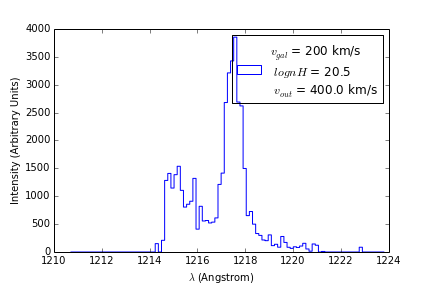 4000
3500
3000
2500
2000
1500
1000
500
0
Intensity (Arbitrary Units)
v_gal = 200 km/s
lognH = 20.5
v_out = 400.0 km/s
1210 1212 1214 1216 1218 1220 1222 1224
λ (Angstrom)